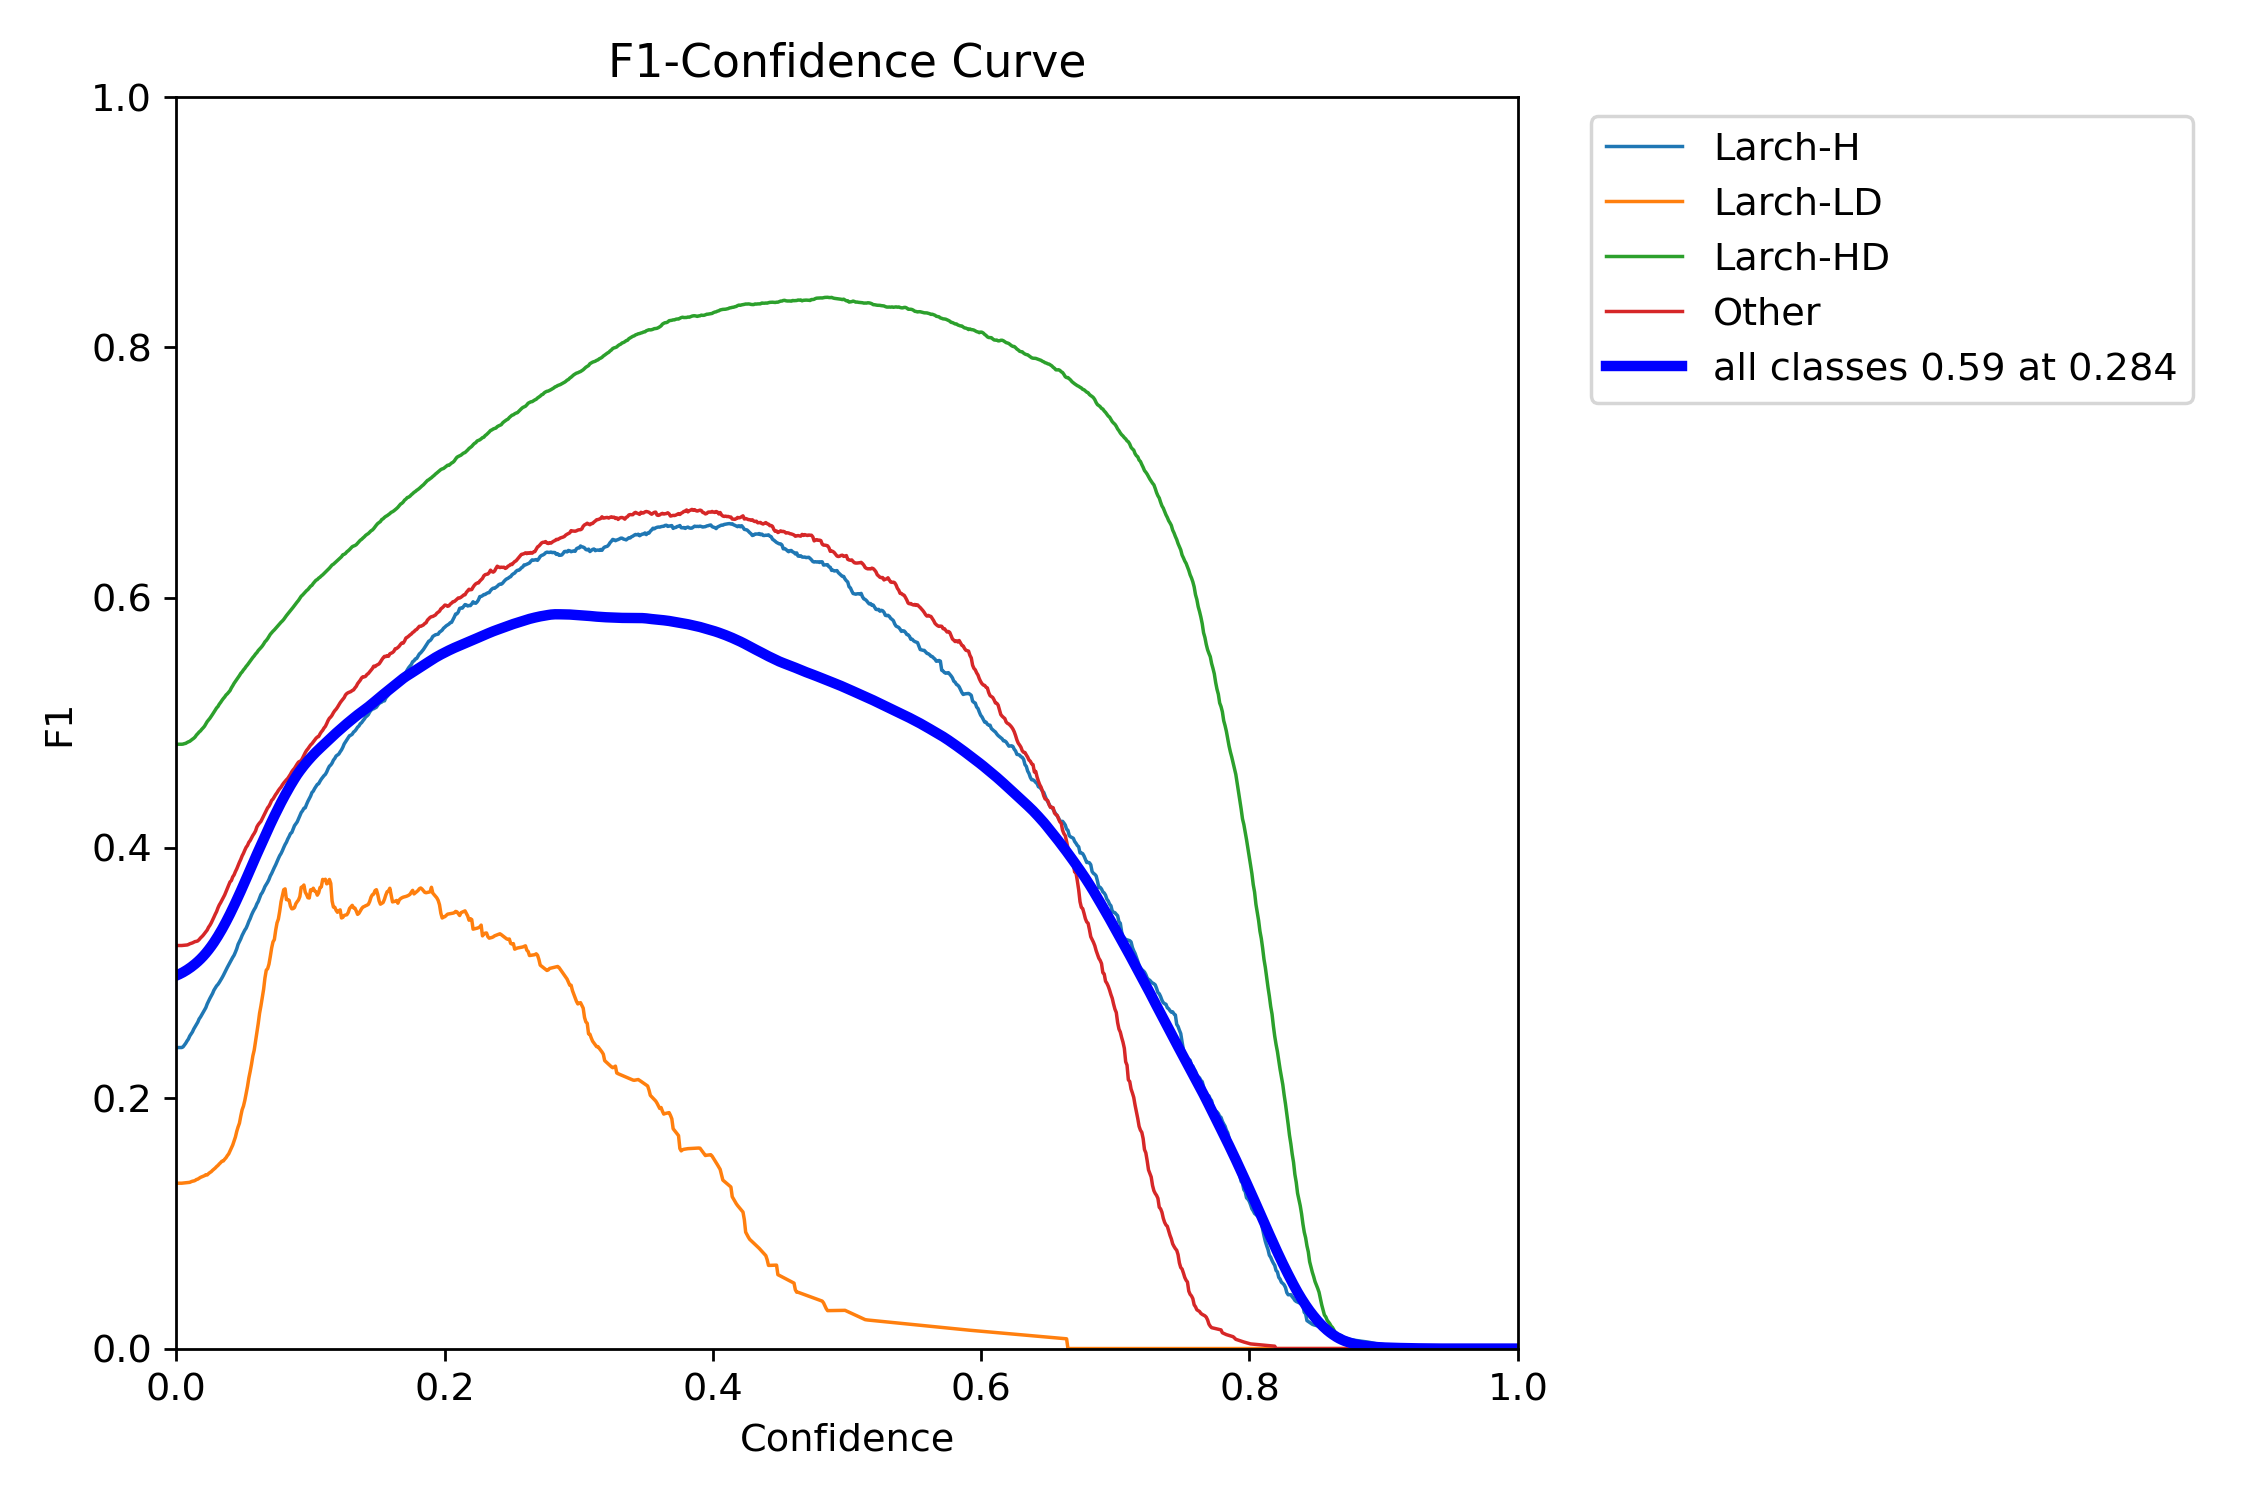 F1-Confidence Curve
1.0
0.8
0.6
0.4
0.2
0.0
F1
0.0 0.2 0.4 0.6 0.8 1.0
Confidence
Larch-H
Larch-LD
Larch-HD
Other
all classes 0.59 at 0.284